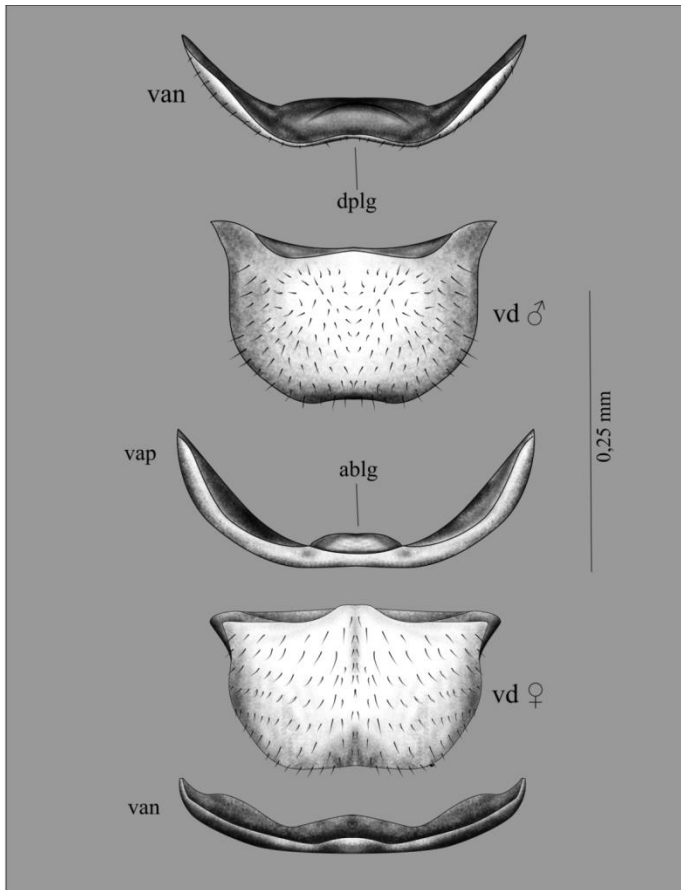 van
dplg
vd ♂
vap
ablg
0,25 mm
vd ♀
van